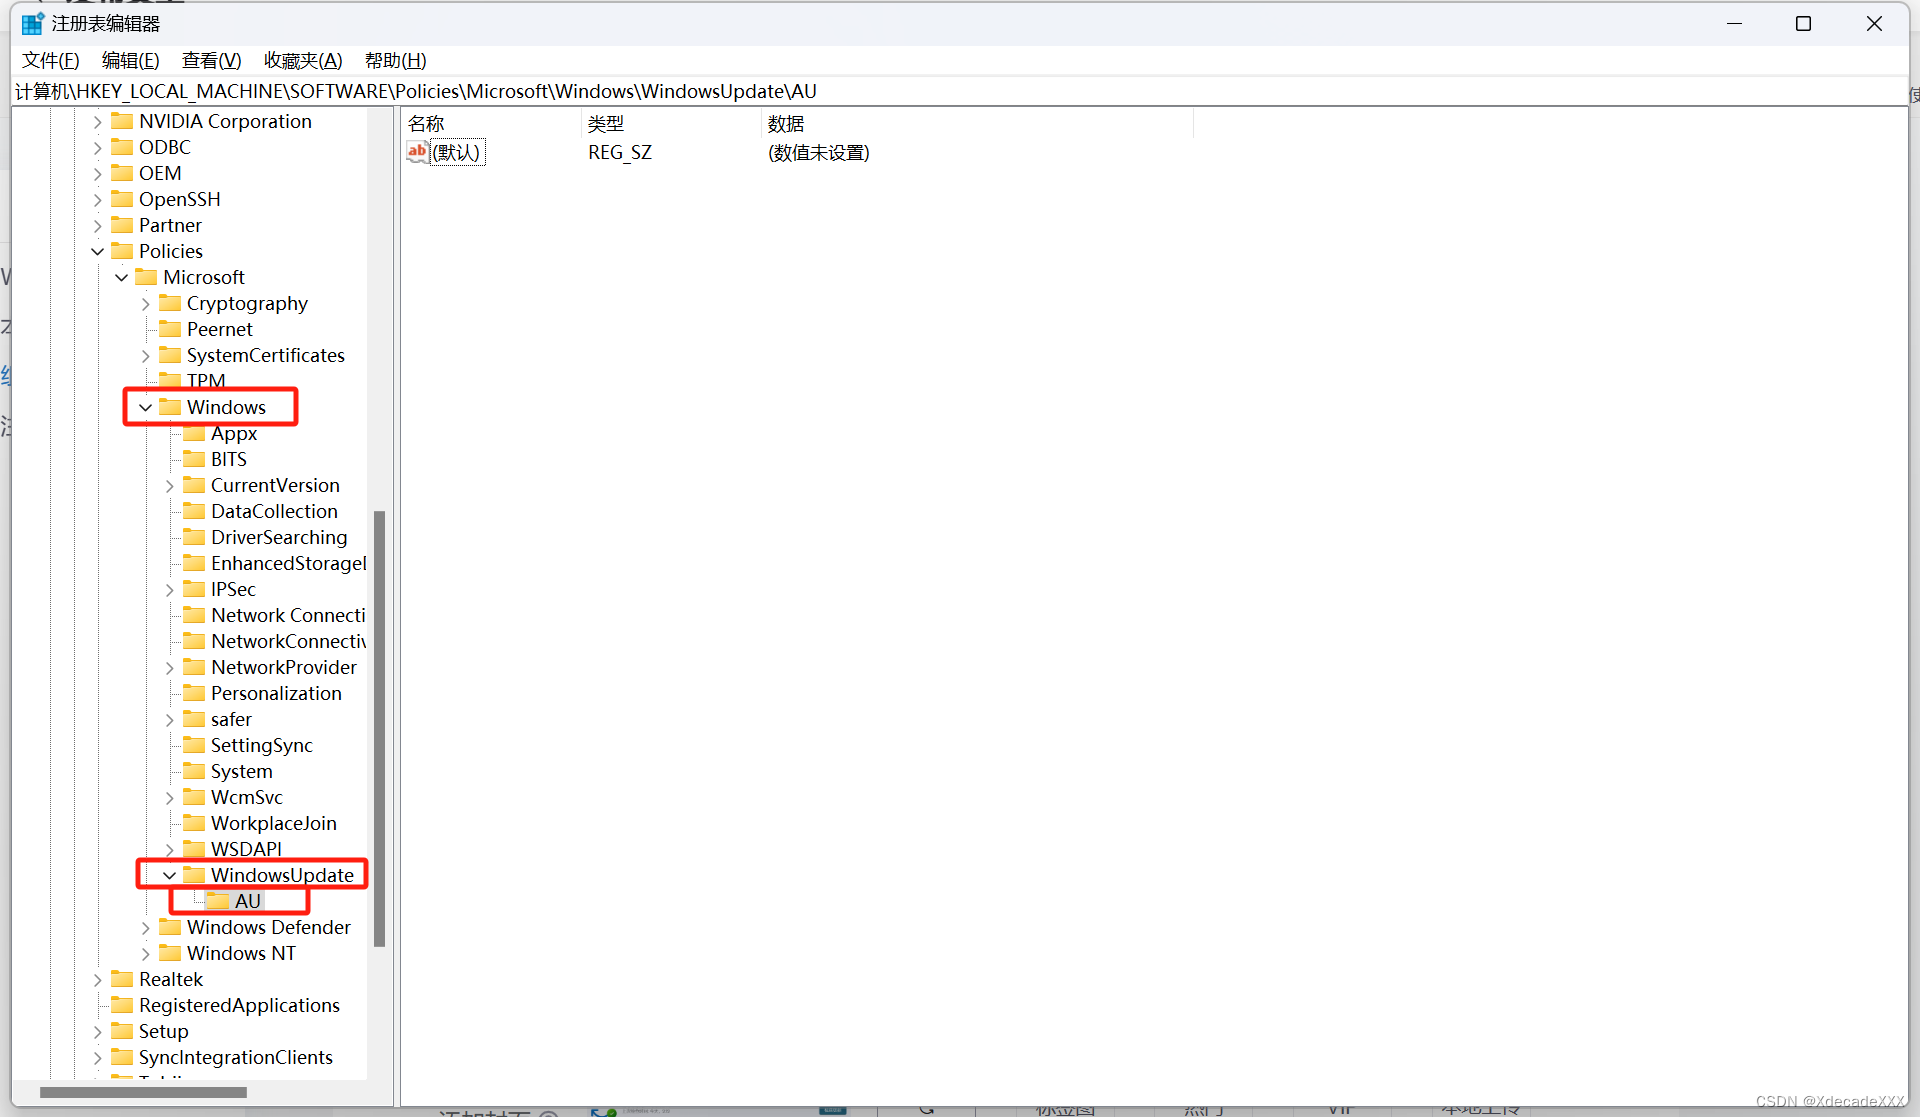 注册表编辑器
文件(F) 编辑(E) 查看(V) 收藏夹(A) 帮助(H)
计算机\HKEY_LOCAL_MACHINE\SOFTWARE\Policies\Microsoft\Windows\WindowsUpdate\AU
NVIDIA Corporation
ODBC
OEM
OpenSSH
Partner
Policies
Microsoft
Cryptography
Peernet
SystemCertificates
TPM
Windows
Appx
BITS
CurrentVersion
DataCollection
DriverSearching
EnhancedStorage
IPSec
Network Connecti
NetworkConnectiv
NetworkProvider
Personalization
safer
SettingSync
System
WcmSvc
WorkplaceJoin
WSDAPI
WindowsUpdate
AU
Windows Defender
Windows NT
Realtek
RegisteredApplications
Setup
SyncIntegrationClients
名称 类型 数据
ab (默认) REG_SZ (数值未设置)
CSDN @XdecadeXXX